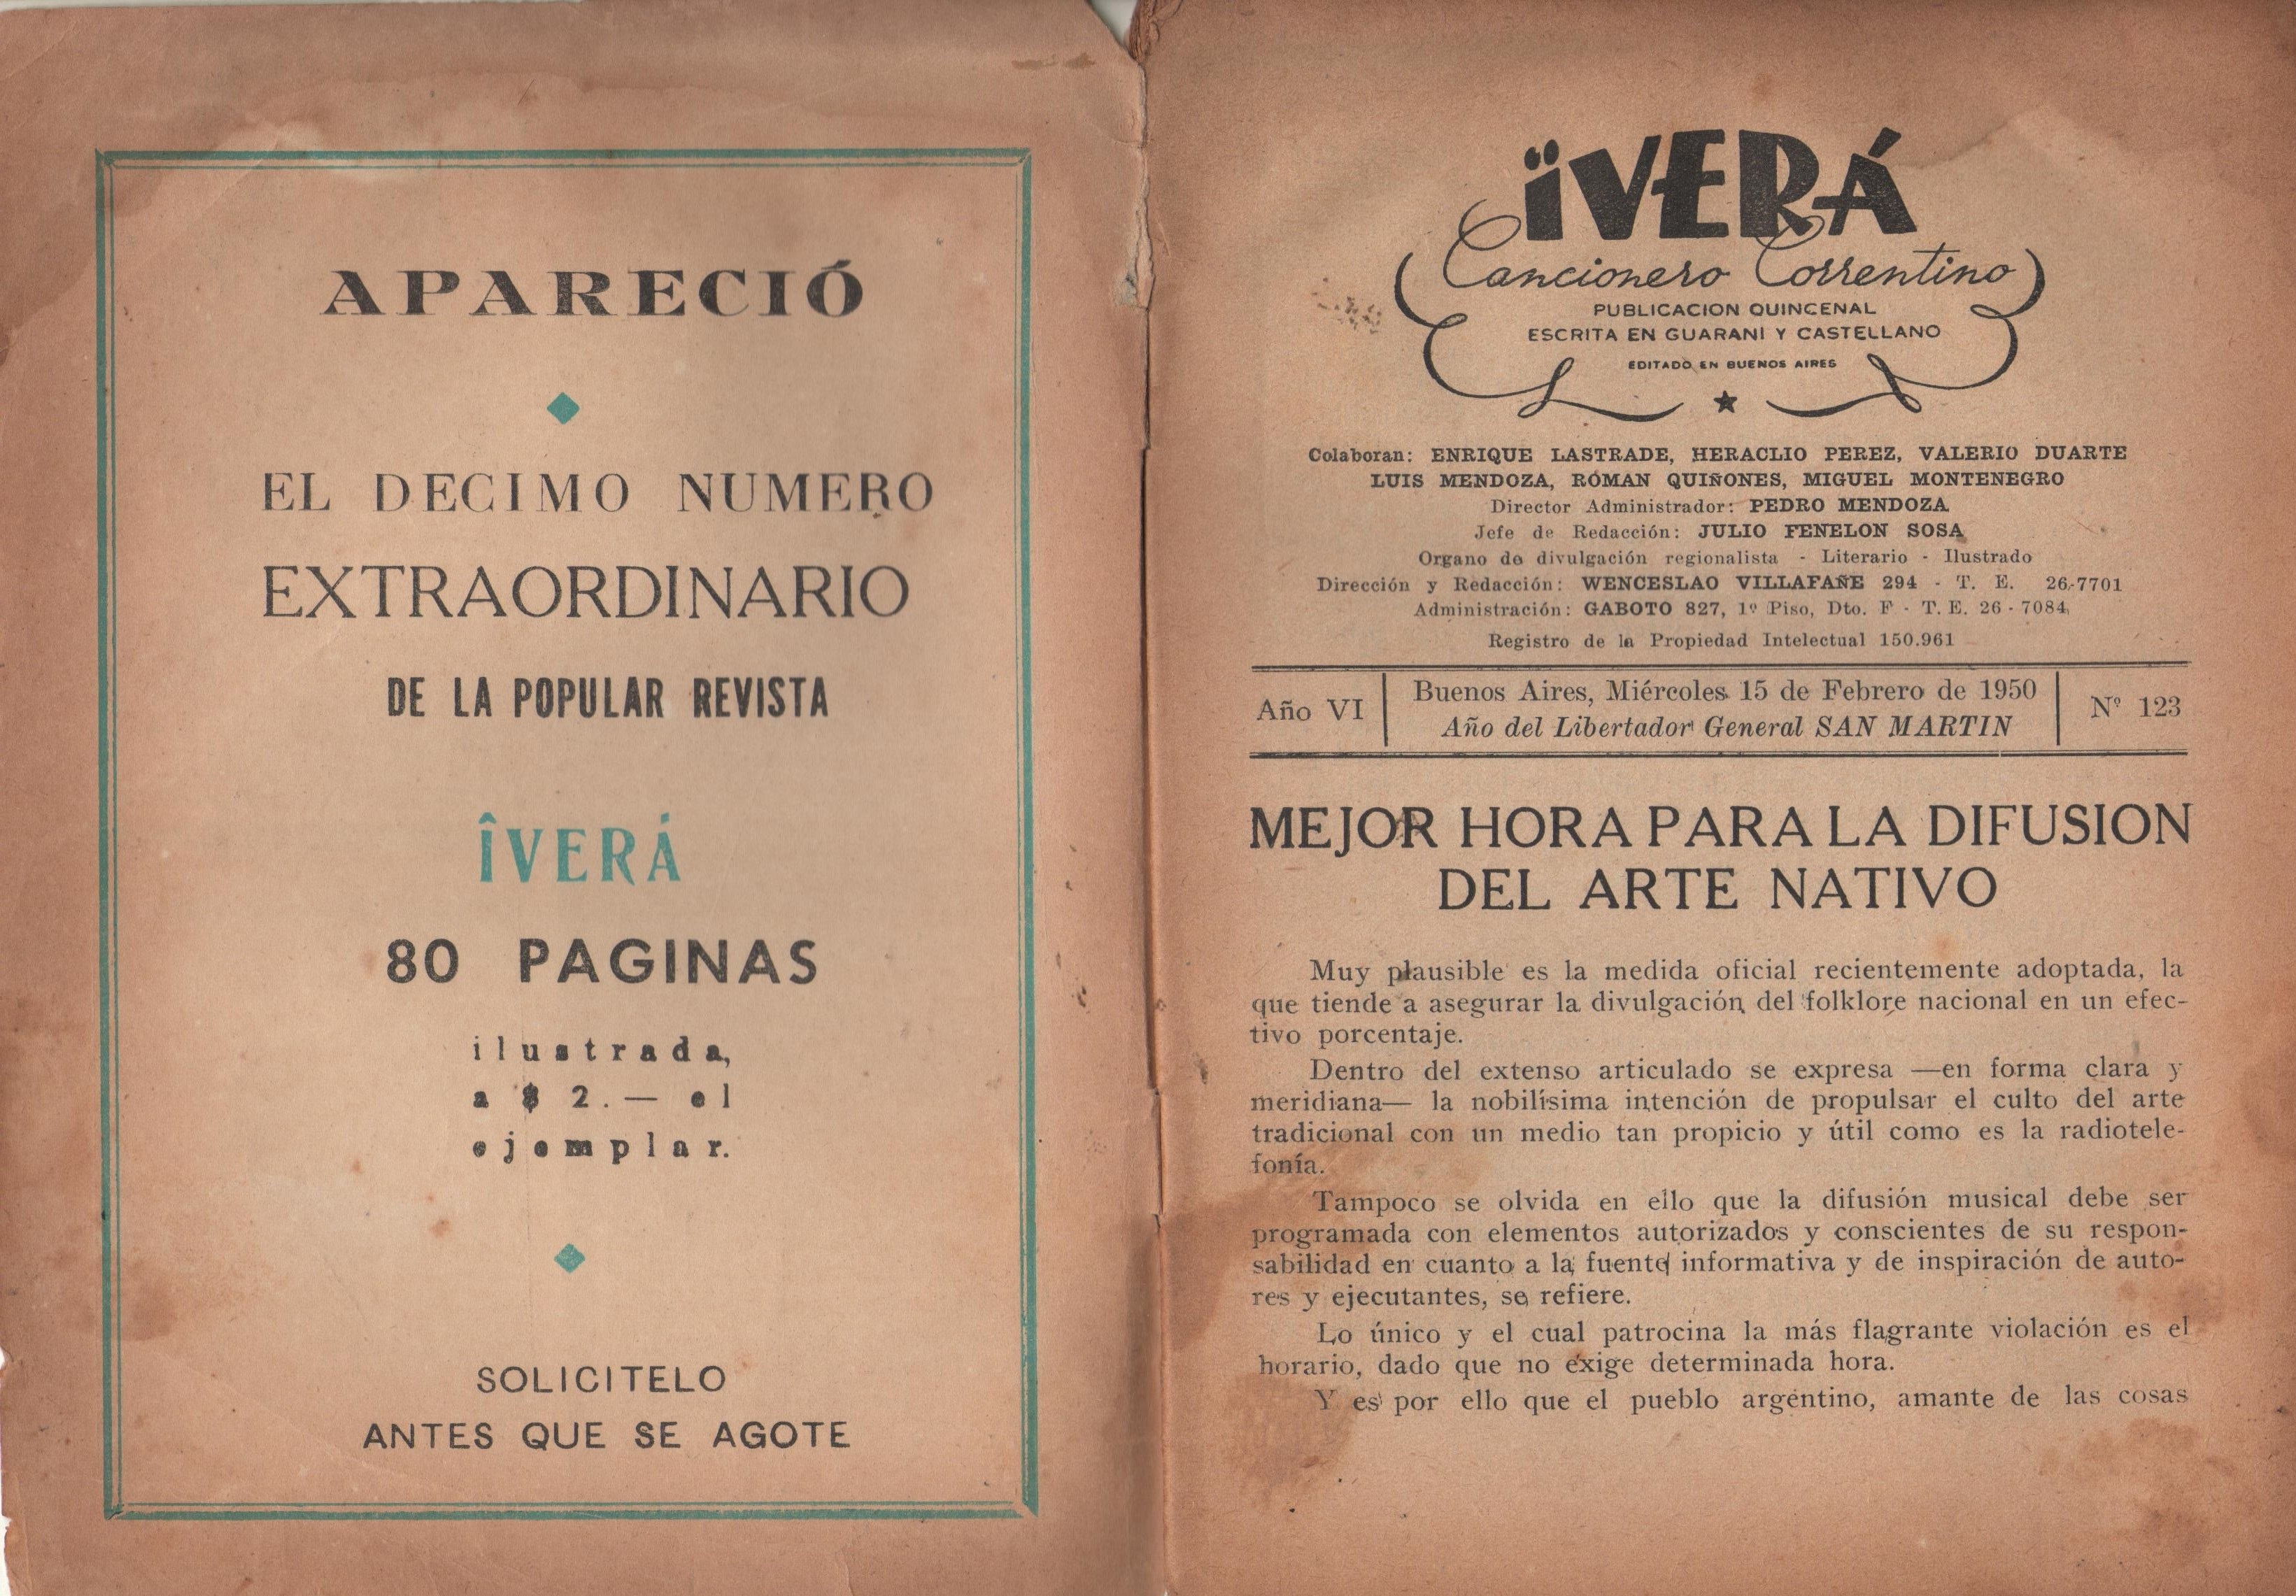 APARECIÓ
EL DECIMO NUMERO
EXTRAORDINARIO
DE LA POPULAR REVISTA
ÎVERÁ
80 PAGINAS
ilustrada,
a $ 2.— el
ejemplar.
SOLICITELO
ANTES QUE SE AGOTE
ÏVERÁ
Cancionero Correntino
PUBLICACION QUINCENAL
ESCRITA EN GUARANÍ Y CASTELLANO
EDITADO EN BUENOS AIRES
Colaboran: ENRIQUE LASTRADE, HERACLIO PEREZ, VALERIO DUARTE
LUIS MENDOZA, RÓMAN QUIÑONES, MIGUEL MONTENEGRO
Director Administrador: PEDRO MENDOZA
Jefe de Redacción: JULIO FENELON SOSA
Organo de divulgación regionalista - Literario - Ilustrado
Dirección y Redacción: WENCESLAO VILLAFAÑE 294 - T. E. 26-7701
Administración: GABOTO 827, 1º Piso, Dto. F - T. E. 26 - 7084
Registro de la Propiedad Intelectual 150.961
Año VI
Buenos Aires, Miércoles 15 de Febrero de 1950
Año del Libertador General SAN MARTIN
Nº 123
MEJOR HORA PARA LA DIFUSION
DEL ARTE NATIVO
Muy plausible es la medida oficial recientemente adoptada, la
que tiende a asegurar la divulgación del folklore nacional en un efec-
tivo porcentaje.
Dentro del extenso articulado se expresa —en forma clara y
meridiana— la nobilísima intención de propulsar el culto del arte
tradicional con un medio tan propicio y útil como es la radiotele-
fonía.
Tampoco se olvida en ello que la difusión musical debe ser
programada con elementos autorizados y conscientes de su respon-
sabilidad en cuanto a la fuente informativa y de inspiración de auto-
res y ejecutantes, se refiere.
Lo único y el cual patrocina la más flagrante violación es el
horario, dado que no exige determinada hora.
Y es por ello que el pueblo argentino, amante de las cosas